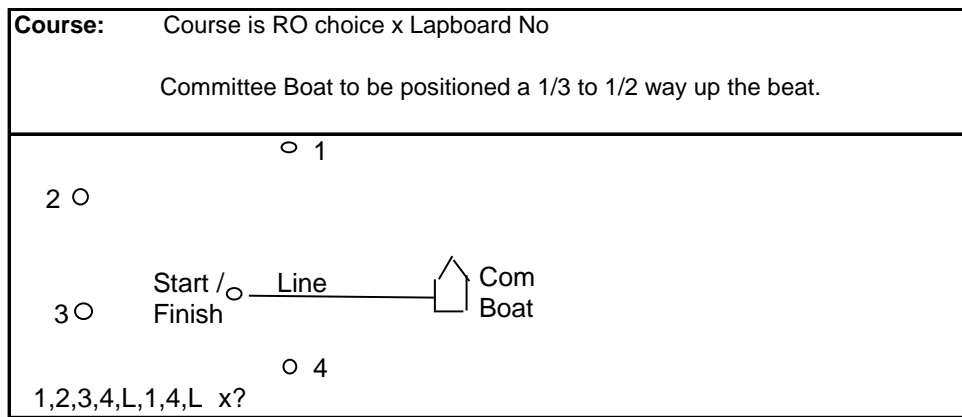 Course: Course is RO choice x Lapboard No
Committee Boat to be positioned a 1/3 to 1/2 way up the beat.
1
2
Start / Line Com
3 Finish Boat
4
1,2,3,4,L,1,4,L x?